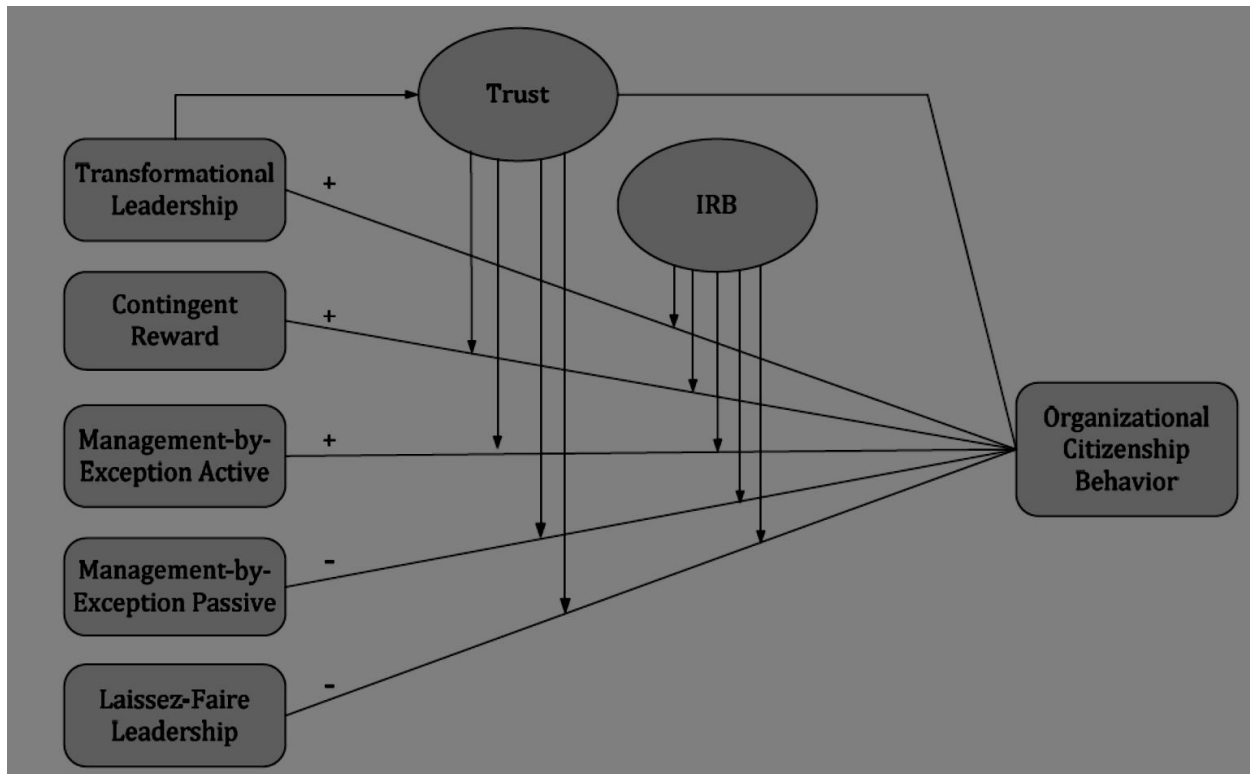 Trust
Transformational
Leadership
+
IRB
Contingent
Reward
+
Management-by-
Exception Active
+
Organizational
Citizenship
Behavior
Management-by-
Exception Passive
-
Laissez-Faire
Leadership
-